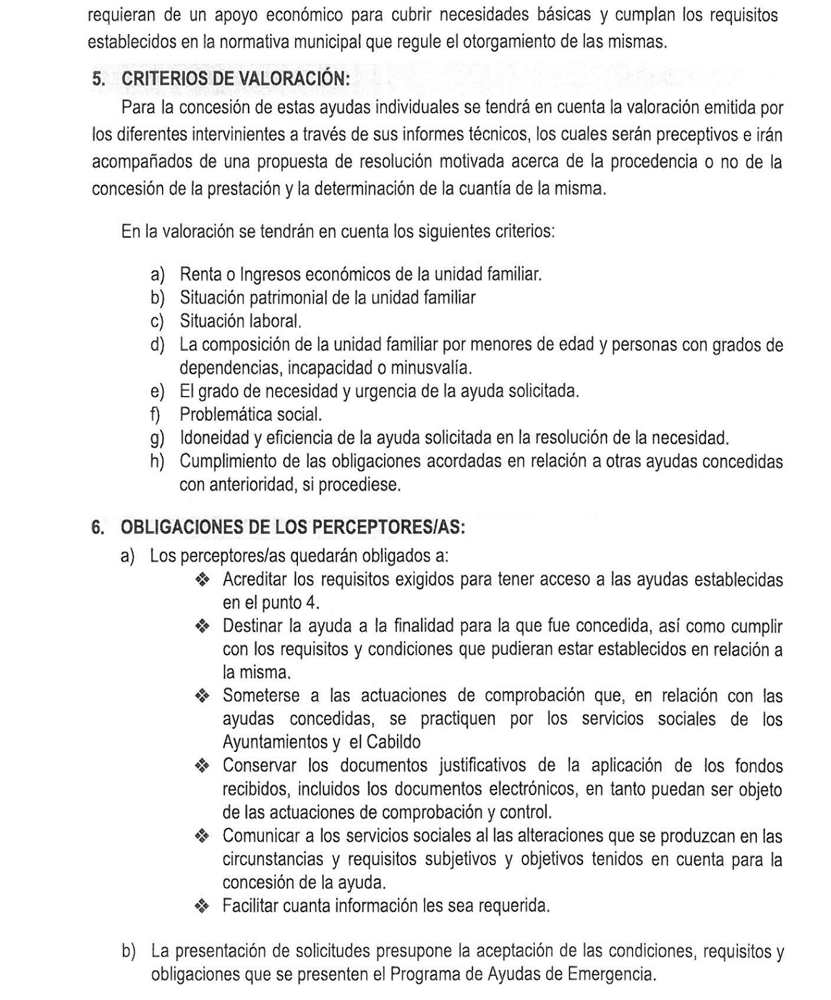 requieran de un apoyo económico para cubrir necesidades básicas y cumplan los requisitos
establecidos en la normativa municipal que regule el otorgamiento de las mismas.
5. CRITERIOS DE VALORACIÓN:
Para la concesión de estas ayudas individuales se tendrá en cuenta la valoración emitida por
los diferentes intervinientes a través de sus informes técnicos, los cuales serán preceptivos e irán
acompañados de una propuesta de resolución motivada acerca de la procedencia o no de la
concesión de la prestación y la determinación de la cuantía de la misma.
En la valoración se tendrán en cuenta los siguientes criterios:
a) Renta o Ingresos económicos de la unidad familiar.
b) Situación patrimonial de la unidad familiar
c) Situación laboral.
d) La composición de la unidad familiar por menores de edad y personas con grados de
dependencias, incapacidad o minusvalía.
e) El grado de necesidad y urgencia de la ayuda solicitada.
f) Problemática social.
g) Idoneidad y eficiencia de la ayuda solicitada en la resolución de la necesidad.
h) Cumplimiento de las obligaciones acordadas en relación a otras ayudas concedidas
con anterioridad, si procediese.
6. OBLIGACIONES DE LOS PERCEPTORES/AS:
a) Los perceptores/as quedarán obligados a:
❖ Acreditar los requisitos exigidos para tener acceso a las ayudas establecidas
en el punto 4.
❖ Destinar la ayuda a la finalidad para la que fue concedida, así como cumplir
con los requisitos y condiciones que pudieran estar establecidos en relación a
la misma.
❖ Someterse a las actuaciones de comprobación que, en relación con las
ayudas concedidas, se practiquen por los servicios sociales de los
Ayuntamientos y el Cabildo
❖ Conservar los documentos justificativos de la aplicación de los fondos
recibidos, incluidos los documentos electrónicos, en tanto puedan ser objeto
de las actuaciones de comprobación y control.
❖ Comunicar a los servicios sociales al las alteraciones que se produzcan en las
circunstancias y requisitos subjetivos y objetivos tenidos en cuenta para la
concesión de la ayuda.
❖ Facilitar cuanta información les sea requerida.
b) La presentación de solicitudes presupone la aceptación de las condiciones, requisitos y
obligaciones que se presenten el Programa de Ayudas de Emergencia.